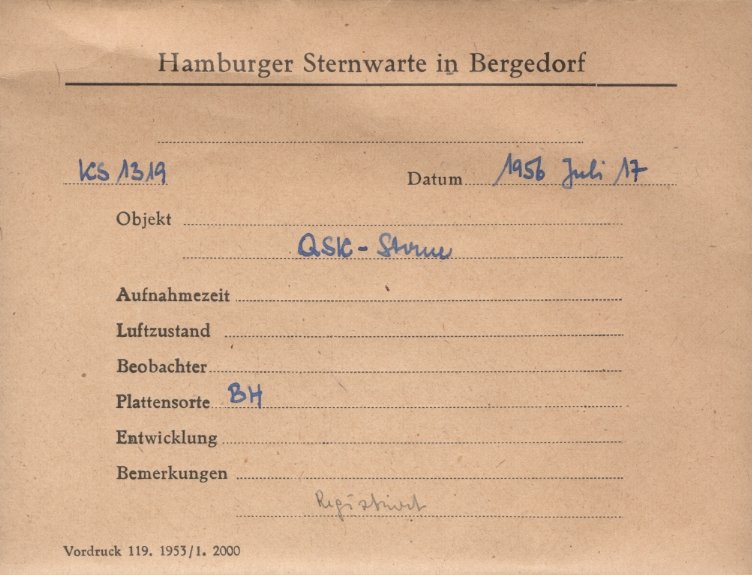 Hamburger Sternwarte in Bergedorf
KS 1319 Datum 1956 Juli 17
Objekt
QSK - Sterne
Aufnahmezeit
Luftzustand
Beobachter
Plattensorte BH
Entwicklung
Bemerkungen
Registriert
Vordruck 119. 1953/1. 2000